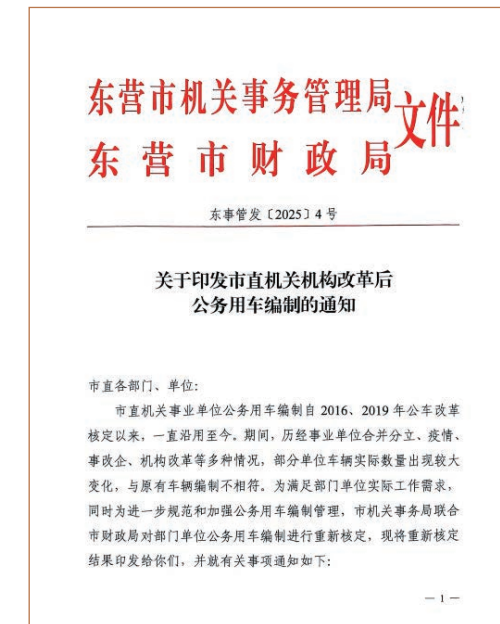 东营市机关事务管理局
东营市财政局
文件
东事管发〔2025〕4号
关于印发市直机关机构改革后
公务用车编制的通知
市直各部门、单位：
市直机关事业单位公务用车编制自2016、2019年公车改革
核定以来，一直沿用至今。期间，历经事业单位合并分立、疫情、
事改企、机构改革等多种情况，部分单位车辆实际数量出现较大
变化，与原有车辆编制不相符。为满足部门单位实际工作需求，
同时为进一步规范和加强公务用车编制管理，市机关事务局联合
市财政局对部门单位公务用车编制进行重新核定，现将重新核定
结果印发给你们，并就有关事项通知如下：
— 1 —